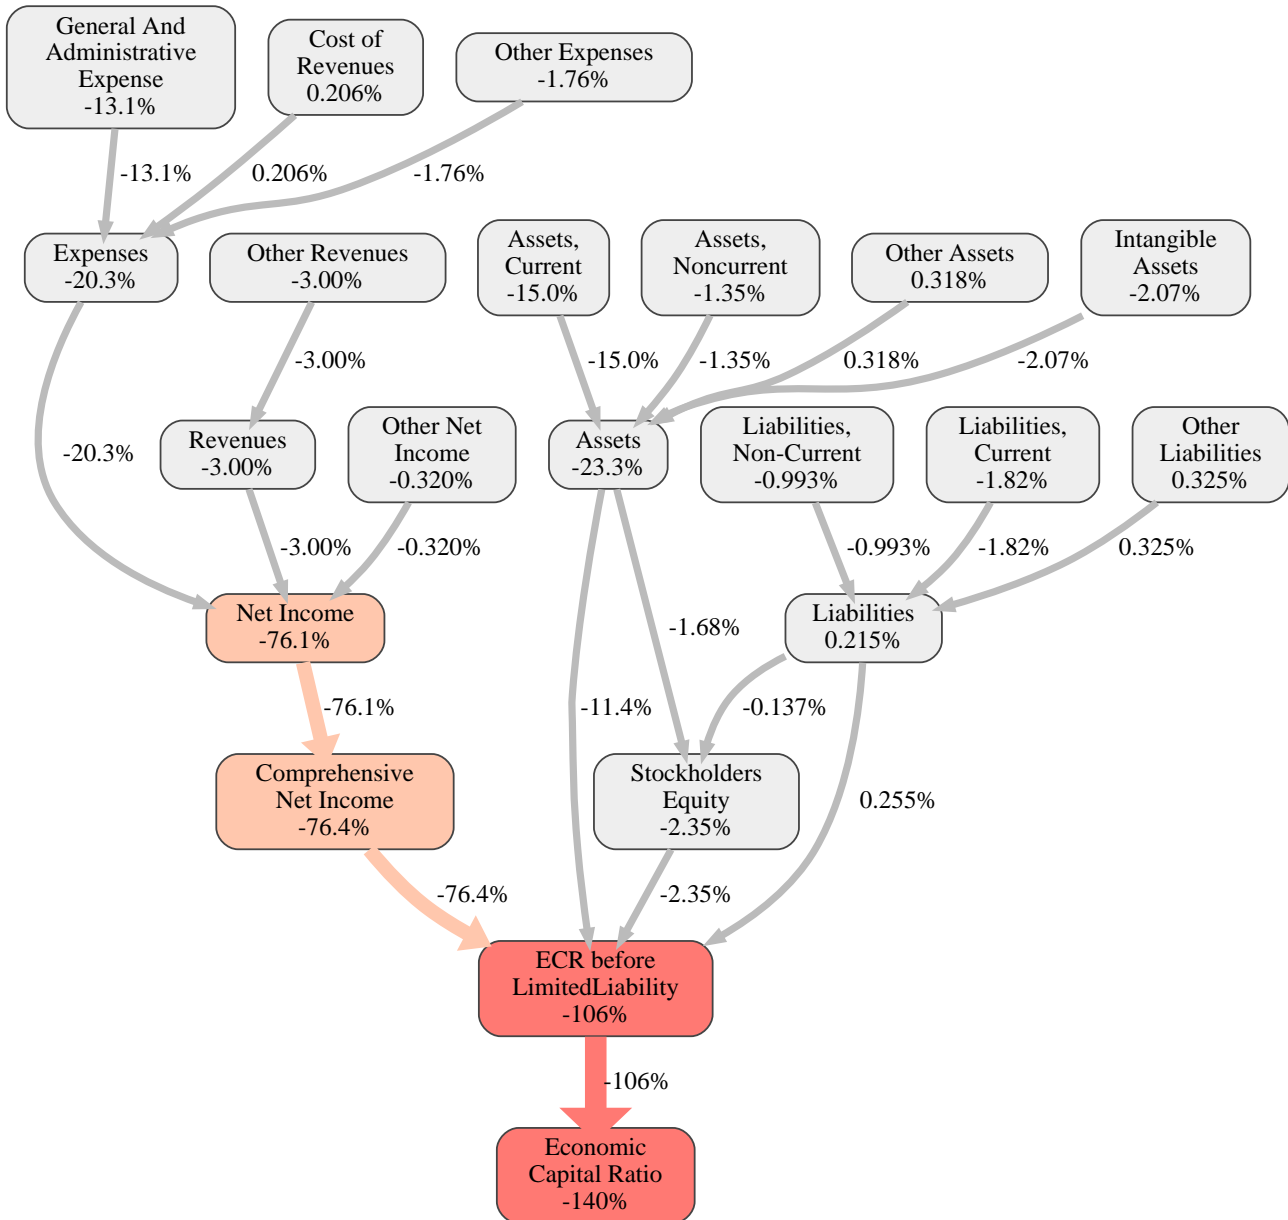 General And
Administrative
Expense
-13.1%
Cost of
Revenues
0.206%
Other Expenses
-1.76%
-13.1%
0.206%
-1.76%
Expenses
-20.3%
Other Revenues
-3.00%
Assets,
Current
-15.0%
Assets,
Noncurrent
-1.35%
Other Assets
0.318%
Intangible
Assets
-2.07%
-3.00%
-15.0%
-1.35%
0.318%
-2.07%
-20.3%
Revenues
-3.00%
Other Net
Income
-0.320%
Assets
-23.3%
Liabilities,
Non-Current
-0.993%
Liabilities,
Current
-1.82%
Other
Liabilities
0.325%
-3.00%
-0.320%
-0.993%
-1.82%
0.325%
Net Income
-76.1%
-1.68%
Liabilities
0.215%
-76.1%
-11.4%
-0.137%
Comprehensive
Net Income
-76.4%
Stockholders
Equity
-2.35%
0.255%
-76.4%
-2.35%
ECR before
LimitedLiability
-106%
-106%
Economic
Capital Ratio
-140%